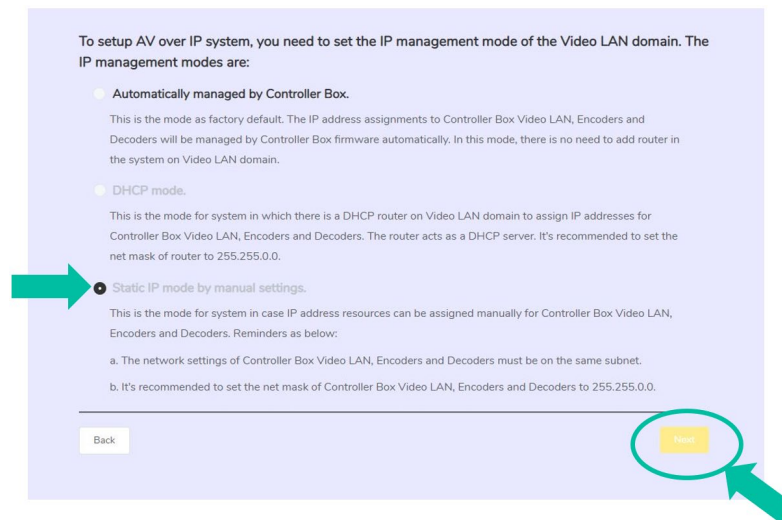 To setup AV over IP system, you need to set the IP management mode of the Video LAN domain. The
IP management modes are:
Automatically managed by Controller Box.
This is the mode as factory default. The IP address assignments to Controller Box Video LAN, Encoders and
Decoders will be managed by Controller Box firmware automatically. In this mode, there is no need to add router in
the system on Video LAN domain.
DHCP mode.
This is the mode for system in which there is a DHCP router on Video LAN domain to assign IP addresses for
Controller Box Video LAN, Encoders and Decoders. The router acts as a DHCP server. It's recommended to set the
net mask of router to 255.255.0.0.
Static IP mode by manual settings.
This is the mode for system in case IP address resources can be assigned manually for Controller Box Video LAN,
Encoders and Decoders. Reminders as below:
a. The network settings of Controller Box Video LAN, Encoders and Decoders must be on the same subnet.
b. It's recommended to set the net mask of Controller Box Video LAN, Encoders and Decoders to 255.255.0.0.
Back
Next